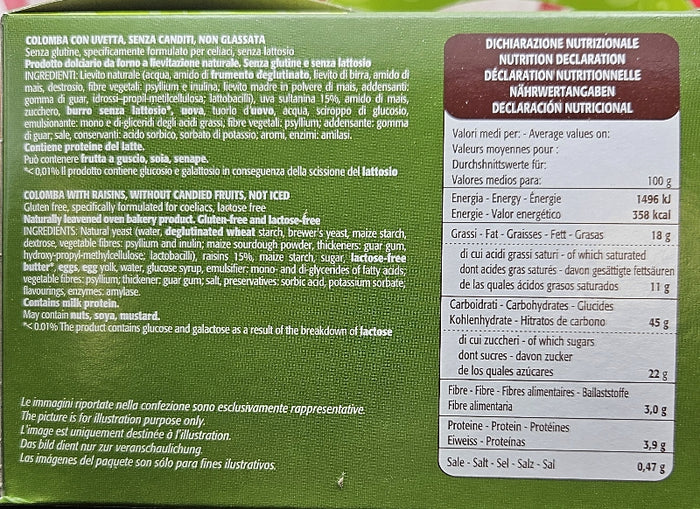 COLOMBA CON UVETTA, SENZA CANDITI, NON GLASSATA
Senza glutine, specificamente formulato per celiaci, senza lattosio
Prodotto dolciario da forno a lievitazione naturale. Senza glutine e senza lattosio
INGREDIENTI: Lievito naturale (acqua, amido di frumento deglutinato, lievito di birra, amido di
mais, destrosio, fibre vegetali: psyllium e inulina; lievito madre in polvere di mais, addensanti:
gomma di guar, idrossi-propil-metilcellulosa; lattobacilli), uva sultanina 15%, amido di mais,
zucchero, burro senza lattosio*, uova, tuorlo d'uovo, acqua, sciroppo di glucosio,
emulsionante: mono e di-gliceridi degli acidi grassi; fibre vegetali: psyllium; addensante: gomma
di guar; sale, conservanti: acido sorbico, sorbato di potassio; aromi, enzimi: amilasi.
Contiene proteine del latte.
Può contenere frutta a guscio, soia, senape.
*<0,01% Il prodotto contiene glucosio e galattosio in conseguenza della scissione del lattosio
COLOMBA WITH RAISINS, WITHOUT CANDIED FRUITS, NOT ICED
Gluten free, specifically formulated for coeliacs, lactose free
Naturally leavened oven bakery product. Gluten-free and lactose-free
INGREDIENTS: Natural yeast (water, deglutinated wheat starch, brewer's yeast, maize starch,
dextrose, vegetable fibres: psyllium and inulin; maize sourdough powder, thickeners: guar gum,
hydroxy-propyl-methylcellulose; lactobacilli), raisins 15%, maize starch, sugar, lactose-free
butter*, eggs, egg yolk, water, glucose syrup, emulsifier: mono- and di-glycerides of fatty acids;
vegetable fibres: psyllium; thickener: guar gum; salt, preservatives: sorbic acid, potassium sorbate;
flavourings, enzymes: amylase.
Contains milk protein.
May contain nuts, soya, mustard.
*<0.01% The product contains glucose and galactose as a result of the breakdown of lactose
Le immagini riportate nella confezione sono esclusivamente rappresentative.
The picture is for illustration purpose only.
L'image est uniquement destinée à l'illustration.
Das bild dient nur zur veranschaulichung.
Las imágenes del paquete son sólo para fines ilustrativos.
DICHIARAZIONE NUTRIZIONALE
NUTRITION DECLARATION
DÉCLARATION NUTRITIONNELLE
NÄHRWERTANGABEN
DECLARACIÓN NUTRICIONAL
Valori medi per: - Average values on:
Valeurs moyennes pour :
Durchshnittswerte für:
Valores medios para: 100 g
Energia - Energy - Énergie 1496 kJ
Energie - Valor energético 358 kcal
Grassi - Fat - Graisses - Fett - Grasas 18 g
di cui acidi grassi saturi - of which saturated
dont acides gras saturés - davon gesättigte fettsäuren
de las quales ácidos grasos saturados 11 g
Carboidrati - Carbohydrates - Glucides
Kohlenhydrate - Hitratos de carbono 45 g
di cui zuccheri - of which sugars
dont sucres - davon zucker
de los quales azúcares 22 g
Fibre - Fibre - Fibres alimentaires - Ballaststoffe
Fibre alimentaria 3,0 g
Proteine - Protein - Protéines
Eiweiss - Proteínas 3,9 g
Sale - Salt - Sel - Salz - Sal 0,47 g